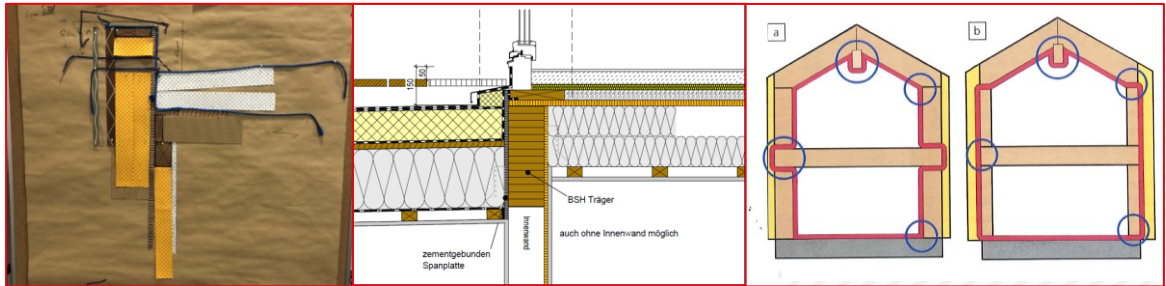 150
50
BSH Träger
Innenwand
auch ohne Innenwand möglich
zementgebunden
Spanplatte
a
b